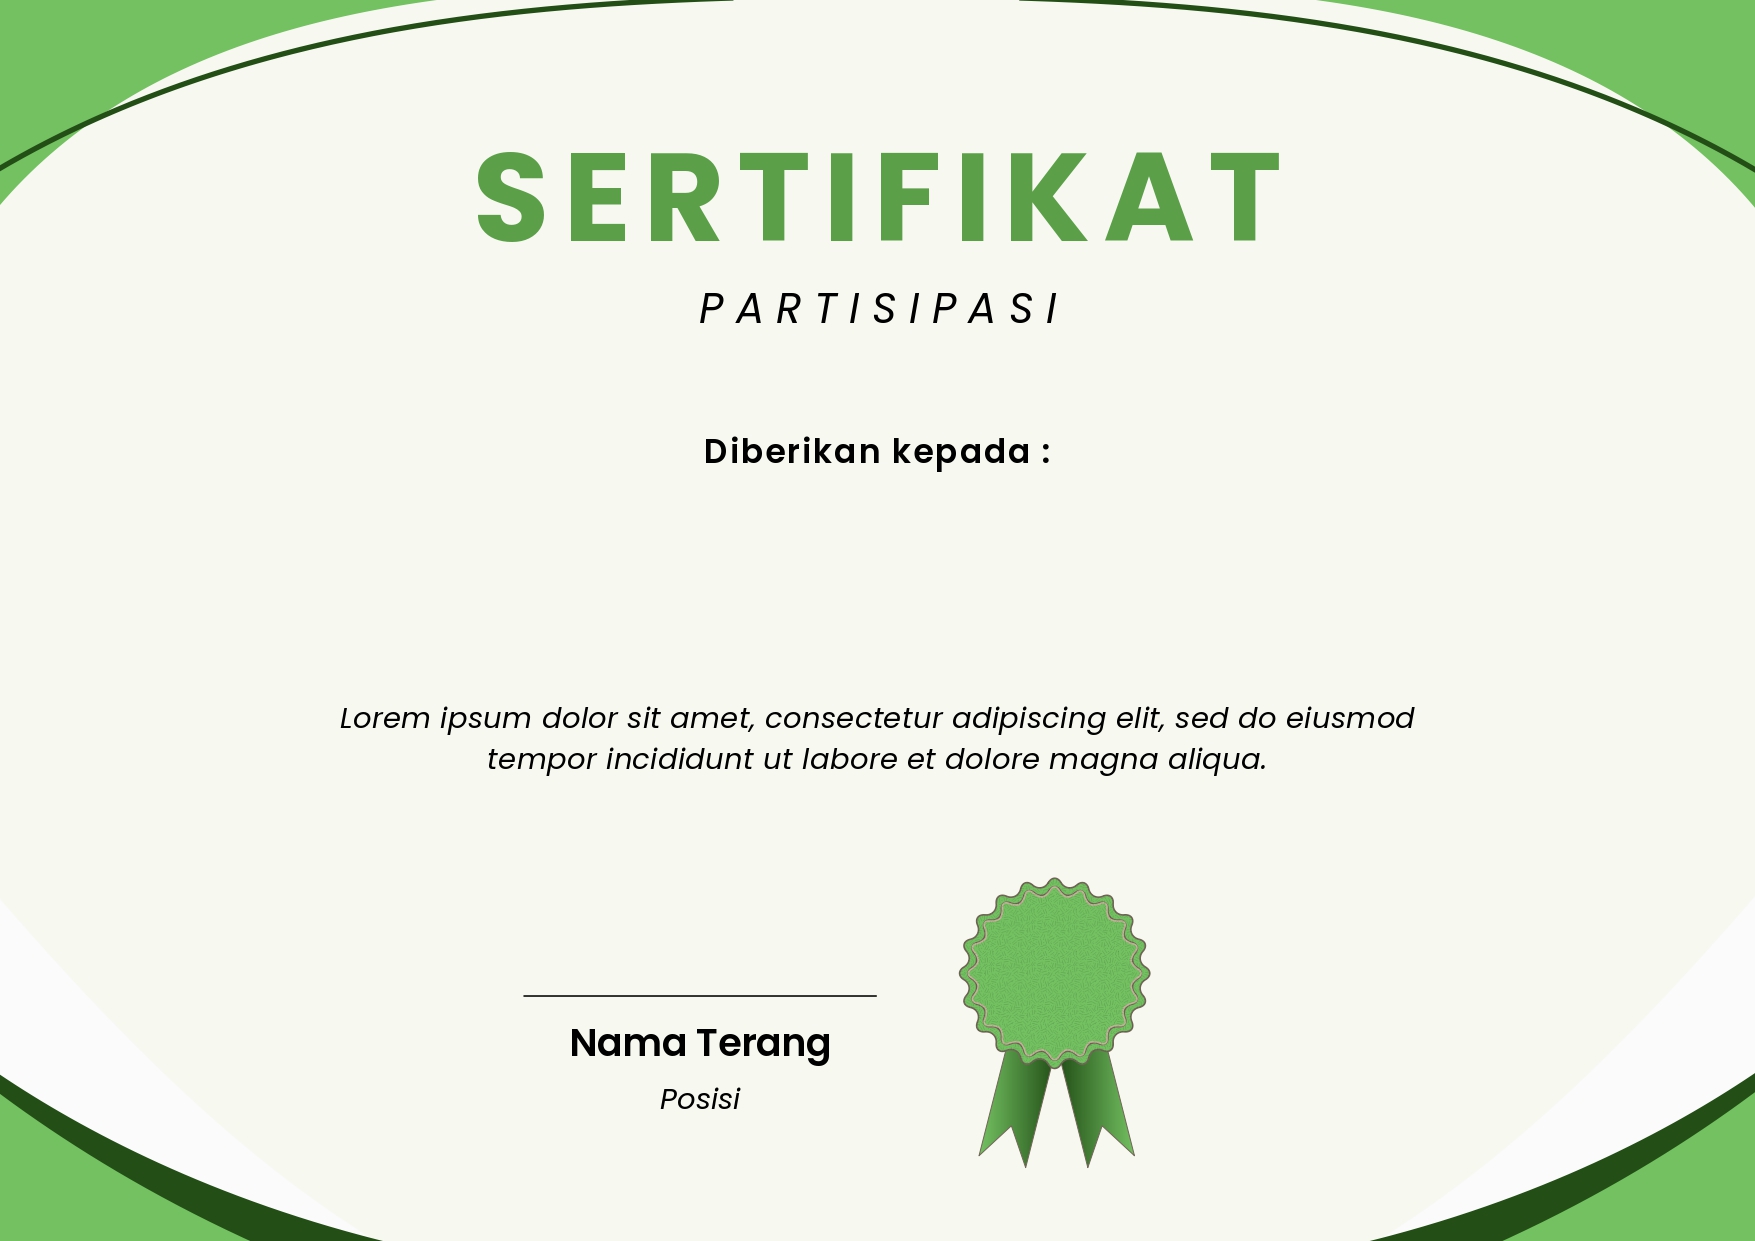 SERTIFIKAT
PARTISIPASI
Diberikan kepada :
Lorem ipsum dolor sit amet, consectetur adipiscing elit, sed do eiusmod
tempor incididunt ut labore et dolore magna aliqua.
Nama Terang
Posisi